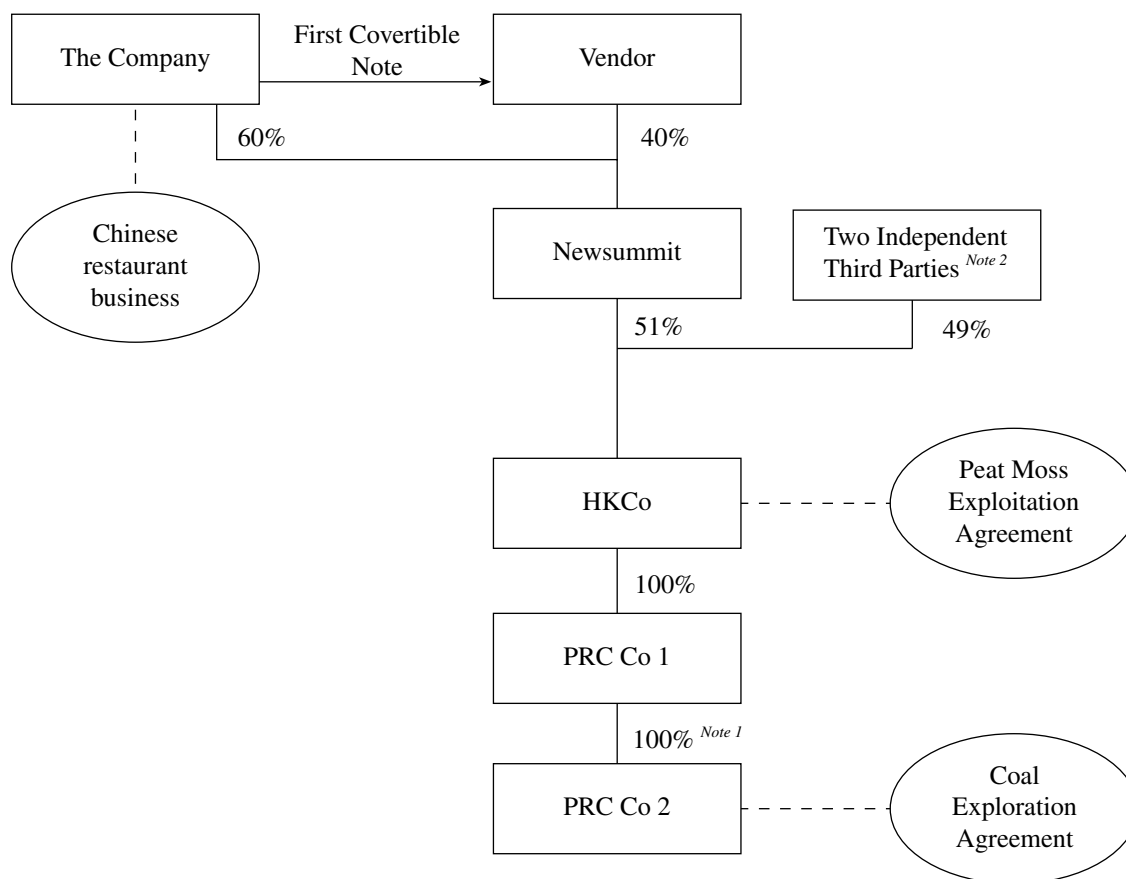 The Company
First Covertible
Note
Vendor
60%
40%
Chinese
restaurant
business
Newsummit
Two Independent
Third Parties Note 2
51%
49%
HKCo
Peat Moss
Exploitation
Agreement
100%
PRC Co 1
100% Note 1
PRC Co 2
Coal
Exploration
Agreement